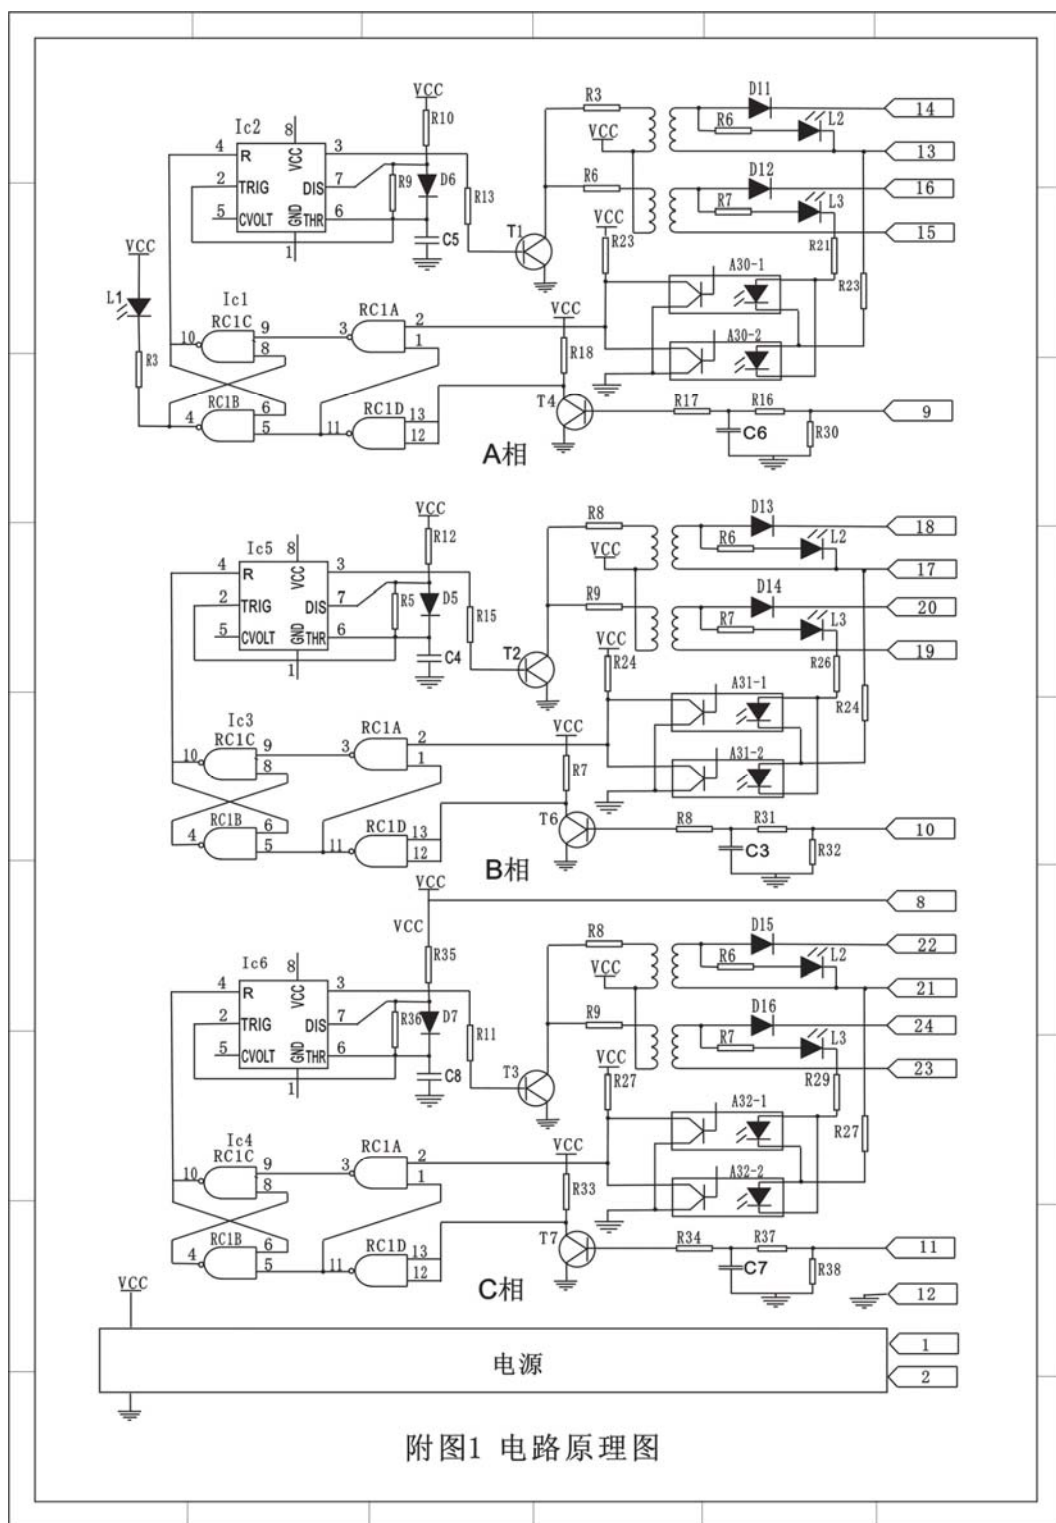 VCC
R10
Ic2
8
4
R
VCC
3
2
TRIG
DIS
7
R9
D6
R13
5
CVOLT
GND
THR
6
C5
1
T1
R3
VCC
D11
14
R6
L2
13
R6
D12
16
R7
L3
15
VCC
R23
R21
R23
A30-1
A30-2
VCC
L1
R3
Ic1
RC1C
10
9
8
RC1A
3
2
1
VCC
R18
RC1B
4
6
5
RC1D
11
13
12
T4
R17
R16
9
C6
R30
A相
VCC
R12
Ic5
8
4
R
VCC
3
2
TRIG
DIS
7
R5
D5
R15
5
CVOLT
GND
THR
6
C4
1
T2
R8
VCC
D13
18
R6
L2
17
R9
D14
20
R7
L3
19
VCC
R24
R26
R24
A31-1
A31-2
Ic3
RC1C
10
9
8
RC1A
3
2
1
VCC
R7
RC1B
4
6
5
RC1D
11
13
12
T6
R8
R31
10
C3
R32
B相
VCC
8
VCC
R35
Ic6
8
4
R
VCC
3
2
TRIG
DIS
7
R36
D7
R11
5
CVOLT
GND
THR
6
C8
1
T3
R8
VCC
D15
22
R6
L2
21
R9
D16
24
R7
L3
23
VCC
R27
R29
R27
A32-1
A32-2
Ic4
RC1C
10
9
8
RC1A
3
2
1
VCC
R33
RC1B
4
6
5
RC1D
11
13
12
T7
R34
R37
11
C7
R38
C相
12
VCC
电源
1
2
附图1 电路原理图